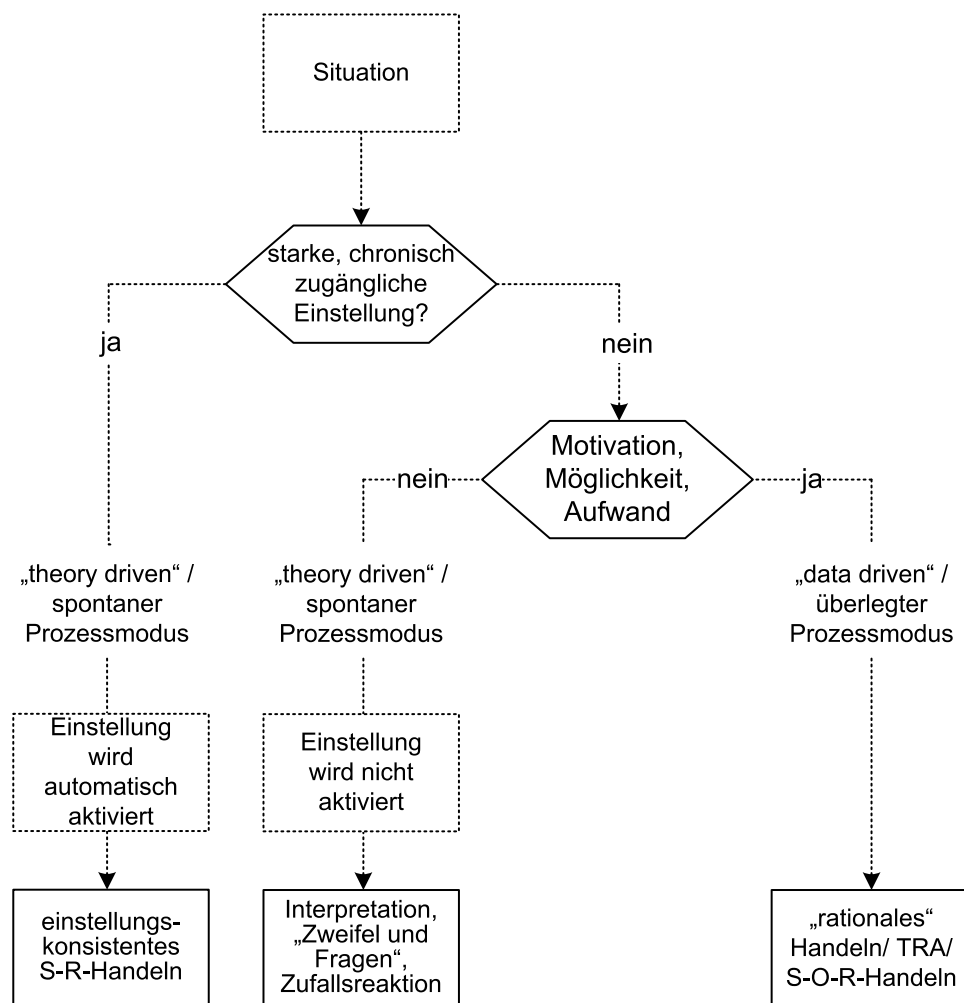 Situation
starke, chronisch
zugängliche
Einstellung?
ja
nein
Motivation,
Möglichkeit,
Aufwand
nein
ja
„theory driven“ /
spontaner
Prozessmodus
„theory driven“ /
spontaner
Prozessmodus
„data driven“ /
überlegter
Prozessmodus
Einstellung
wird
automatisch
aktiviert
Einstellung
wird nicht
aktiviert
einstellungs-
konsistentes
S-R-Handeln
Interpretation,
„Zweifel und
Fragen“,
Zufallsreaktion
„rationales“
Handeln/ TRA/
S-O-R-Handeln